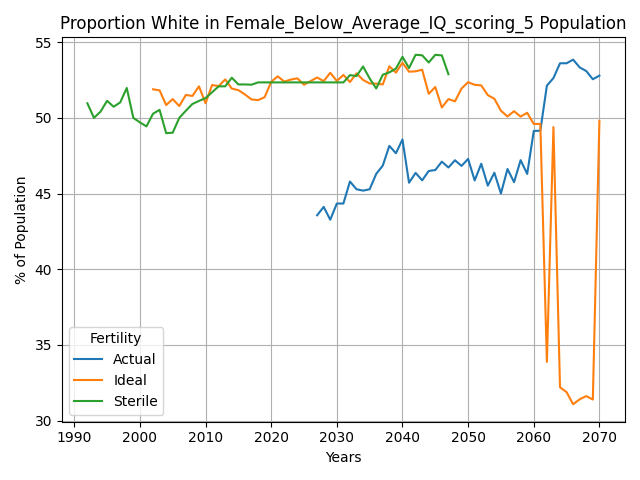 Proportion White in Female_Below_Average_IQ_scoring_5 Population
55
50
45
40
35
30
% of Population
Fertility
Actual
Ideal
Sterile
1990 2000 2010 2020 2030 2040 2050 2060 2070
Years